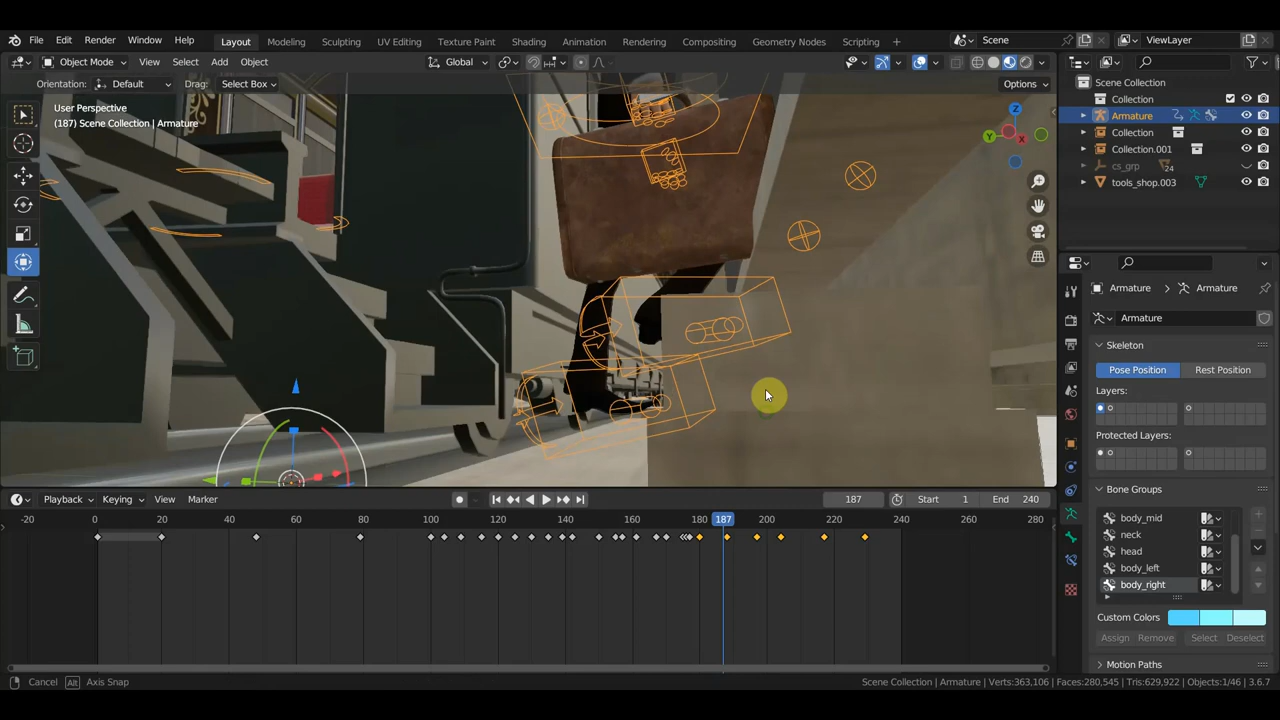 File Edit Render Window Help Layout Modeling Sculpting UV Editing Texture Paint Shading Animation Rendering Compositing Geometry Nodes Scripting + Scene ViewLayer
Object Mode View Select Add Object Global
Orientation: Default Drag: Select Box Options
User Perspective
(187) Scene Collection | Armature
Z
Y
X
Scene Collection
Collection
Armature
Collection
Collection.001
cs_grp 24
tools_shop.003
Armature > Armature
Armature
Skeleton
Pose Position Rest Position
Layers:
Protected Layers:
Bone Groups
body_mid
neck
head
body_left
body_right
Custom Colors
Assign Remove Select Deselect
Motion Paths
Playback Keying View Marker 187 Start 1 End 240
-20 0 20 40 60 80 100 120 140 160 180 187 200 220 240 260 280
Cancel Alt Axis Snap Scene Collection | Armature Verts:363,106 | Faces:280,545 | Tris:629,922 | Objects:1/46 | 3.6.7